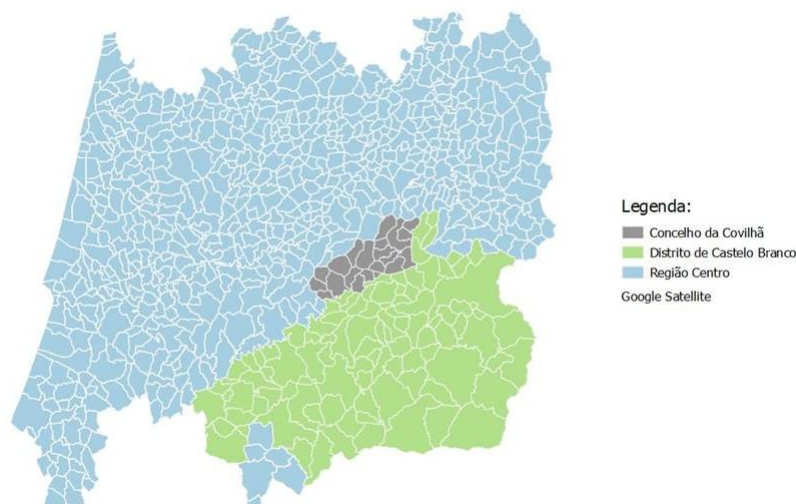 Legenda:
Concelho da Covilhã
Distrito de Castelo Branco
Região Centro
Google Satellite